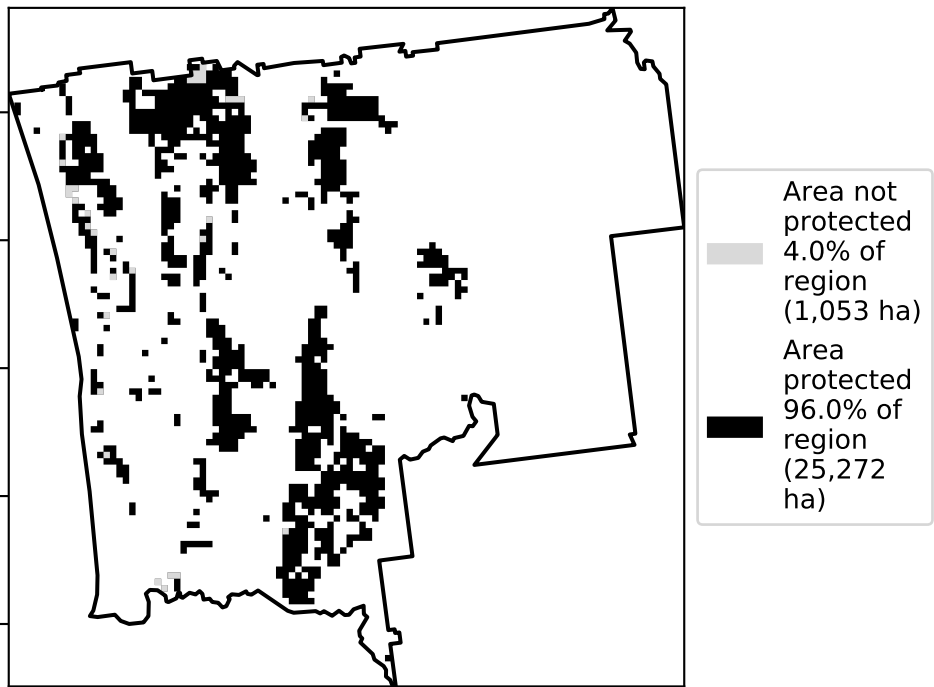 Area not
protected
4.0% of
region
(1,053 ha)
Area
protected
96.0% of
region
(25,272
ha)